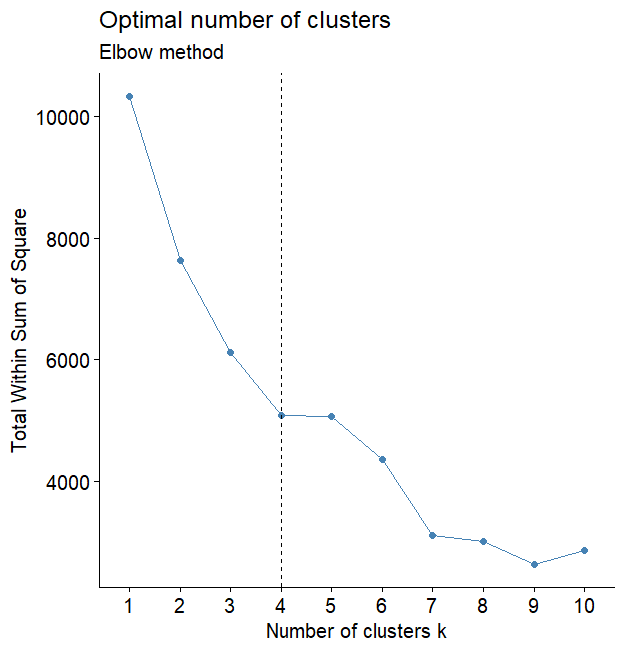 Optimal number of clusters
Elbow method
Total Within Sum of Square
10000
8000
6000
4000
1 2 3 4 5 6 7 8 9 10
Number of clusters k